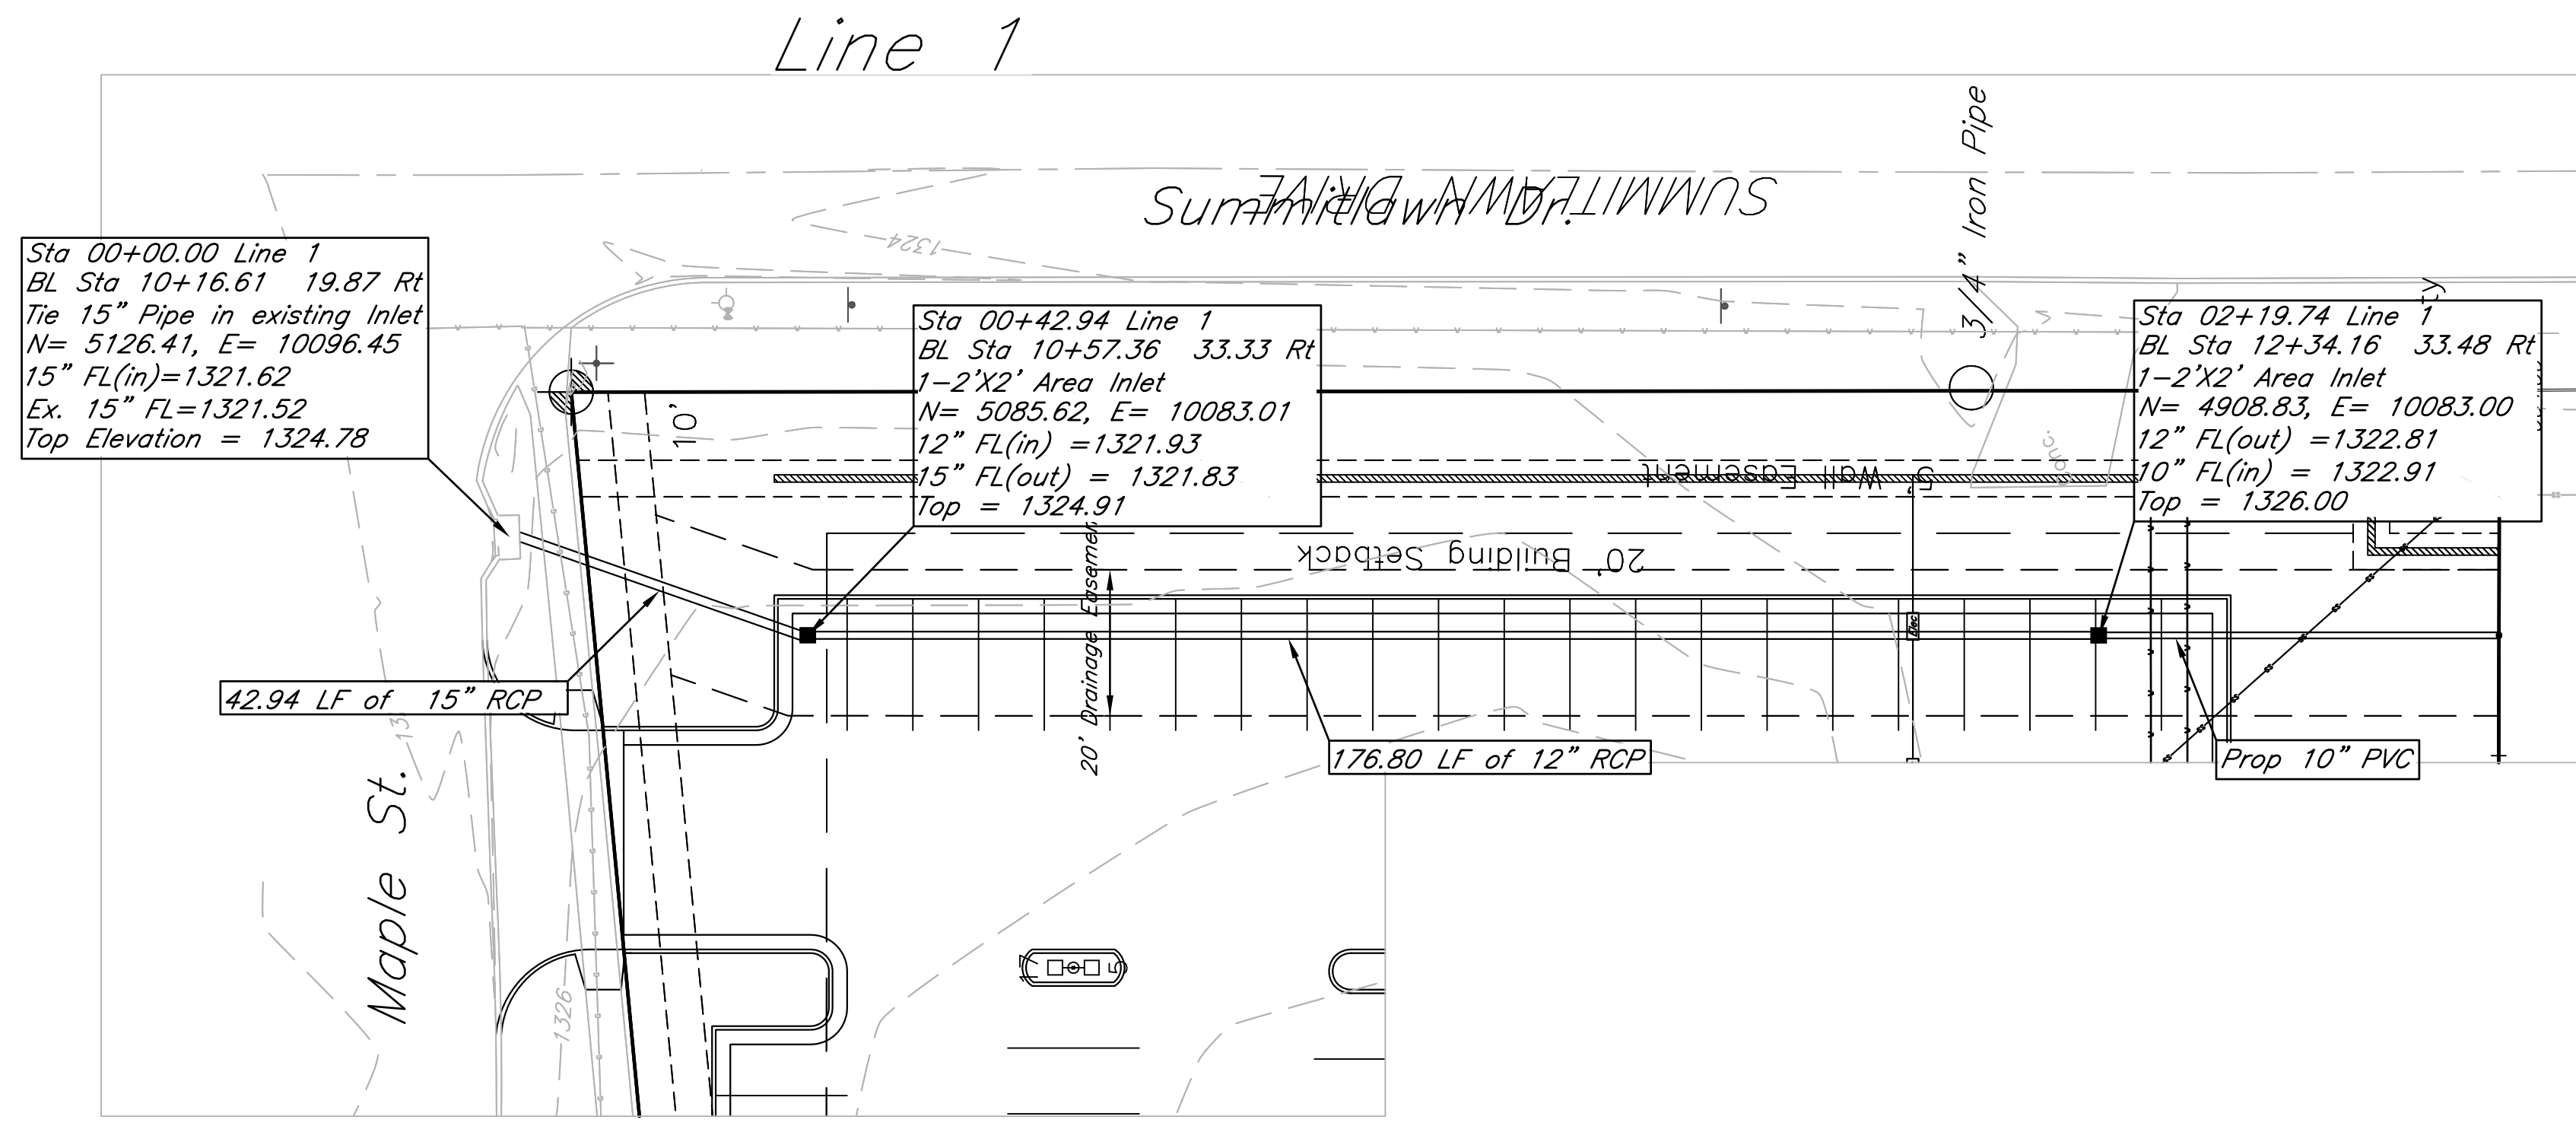 Line 1
SUMMITLAWN DRIVE
Summitlawn Dr.
3/4" Iron Pipe
1324
Sta 00+00.00 Line 1
BL Sta 10+16.61 19.87 Rt
Tie 15" Pipe in existing Inlet
N= 5126.41, E= 10096.45
15" FL(in)=1321.62
Ex. 15" FL=1321.52
Top Elevation = 1324.78
Sta 00+42.94 Line 1
BL Sta 10+57.36 33.33 Rt
1-2'X2' Area Inlet
N= 5085.62, E= 10083.01
12" FL(in) =1321.93
15" FL(out) = 1321.83
Top = 1324.91
Sta 02+19.74 Line 1
BL Sta 12+34.16 33.48 Rt
1-2'X2' Area Inlet
N= 4908.83, E= 10083.00
12" FL(out) =1322.81
10" FL(in) = 1322.91
Top = 1326.00
10'
conc.
5' Wall Easement
20' Building Setback
20' Drainage Easement
Elec
42.94 LF of 15" RCP
176.80 LF of 12" RCP
Prop 10" PVC
Maple St.
1326
17
5